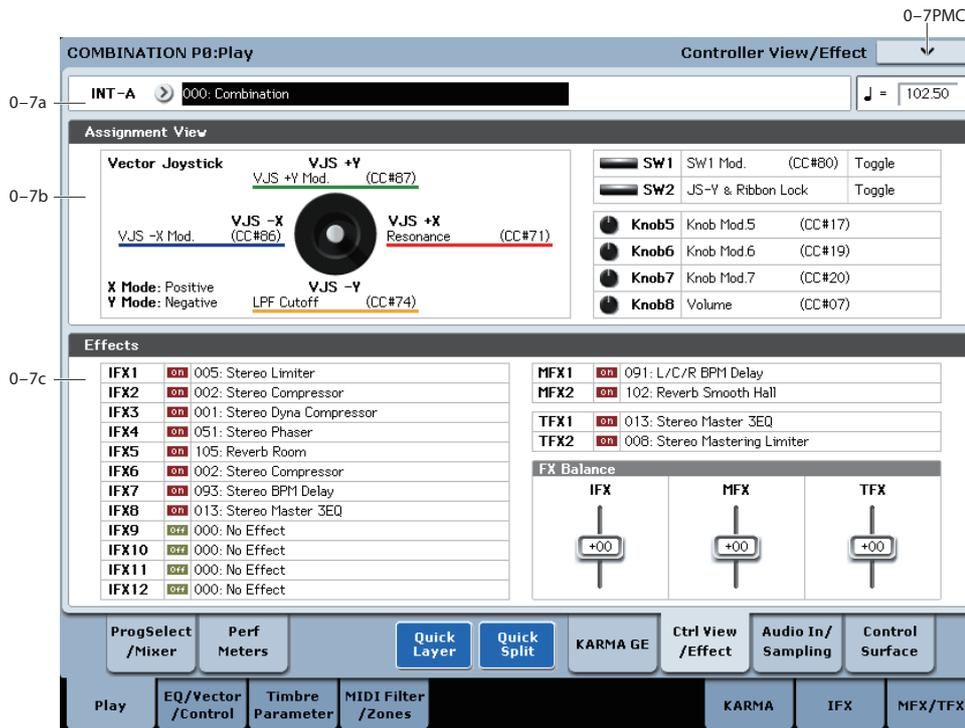 0–7PMC
COMBINATION P0:Play
Controller View/Effect
0–7a
INT-A
000: Combination
♩ = 102.50
Assignment View
0–7b
Vector Joystick
VJS +Y
VJS +Y Mod. (CC#87)
VJS -X
VJS -X Mod. (CC#86)
VJS +X
Resonance (CC#71)
X Mode: Positive
Y Mode: Negative
VJS -Y
LPF Cutoff (CC#74)
SW1 SW1 Mod. (CC#80) Toggle
SW2 JS-Y & Ribbon Lock Toggle
Knob5 Knob Mod.5 (CC#17)
Knob6 Knob Mod.6 (CC#19)
Knob7 Knob Mod.7 (CC#20)
Knob8 Volume (CC#07)
Effects
0–7c
IFX1 on 005: Stereo Limiter
IFX2 on 002: Stereo Compressor
IFX3 on 001: Stereo Dyna Compressor
IFX4 on 051: Stereo Phaser
IFX5 on 105: Reverb Room
IFX6 on 002: Stereo Compressor
IFX7 on 093: Stereo BPM Delay
IFX8 on 013: Stereo Master 3EQ
IFX9 Off 000: No Effect
IFX10 Off 000: No Effect
IFX11 Off 000: No Effect
IFX12 Off 000: No Effect
MFX1 on 091: L/C/R BPM Delay
MFX2 on 102: Reverb Smooth Hall
TFX1 on 013: Stereo Master 3EQ
TFX2 on 008: Stereo Mastering Limiter
FX Balance
IFX MFX TFX
+00 +00 +00
ProgSelect
/Mixer
Perf
Meters
Quick
Layer
Quick
Split
KARMA GE
Ctrl View
/Effect
Audio In/
Sampling
Control
Surface
Play
EQ/Vector
/Control
Timbre
Parameter
MIDI Filter
/Zones
KARMA
IFX
MFX/TFX